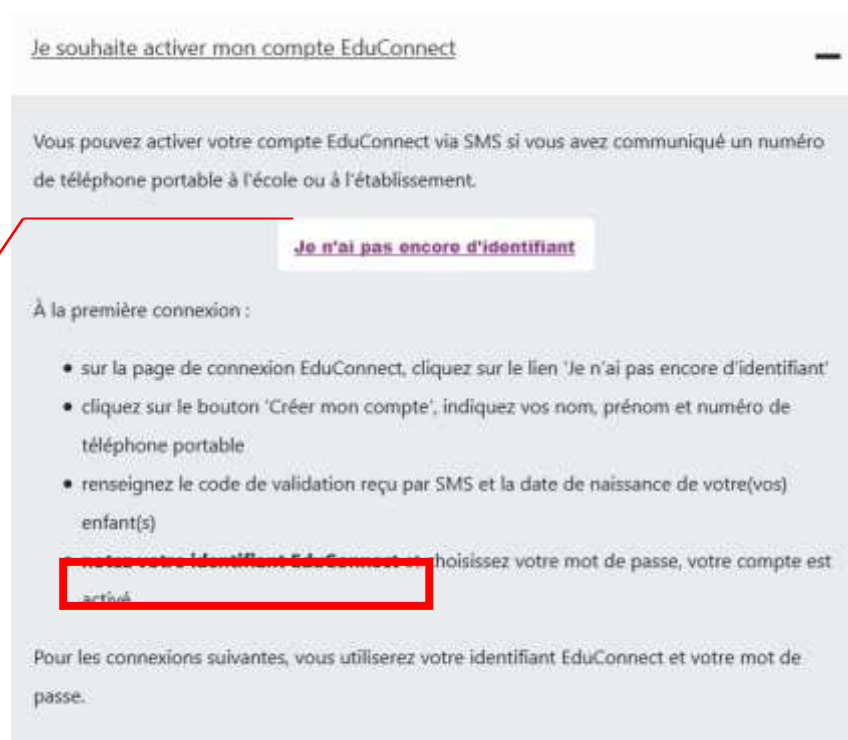 Je souhaite activer mon compte EduConnect
Vous pouvez activer votre compte EduConnect via SMS si vous avez communiqué un numéro
de téléphone portable à l'école ou à l'établissement.
Je n'ai pas encore d'identifiant
À la première connexion :
• sur la page de connexion EduConnect, cliquez sur le lien 'Je n'ai pas encore d'identifiant'
• cliquez sur le bouton 'Créer mon compte', indiquez vos nom, prénom et numéro de
téléphone portable
• renseignez le code de validation reçu par SMS et la date de naissance de votre(vos)
enfant(s)
• notez votre identifiant EduConnect et choisissez votre mot de passe, votre compte est
activé
Pour les connexions suivantes, vous utiliserez votre identifiant EduConnect et votre mot de
passe.